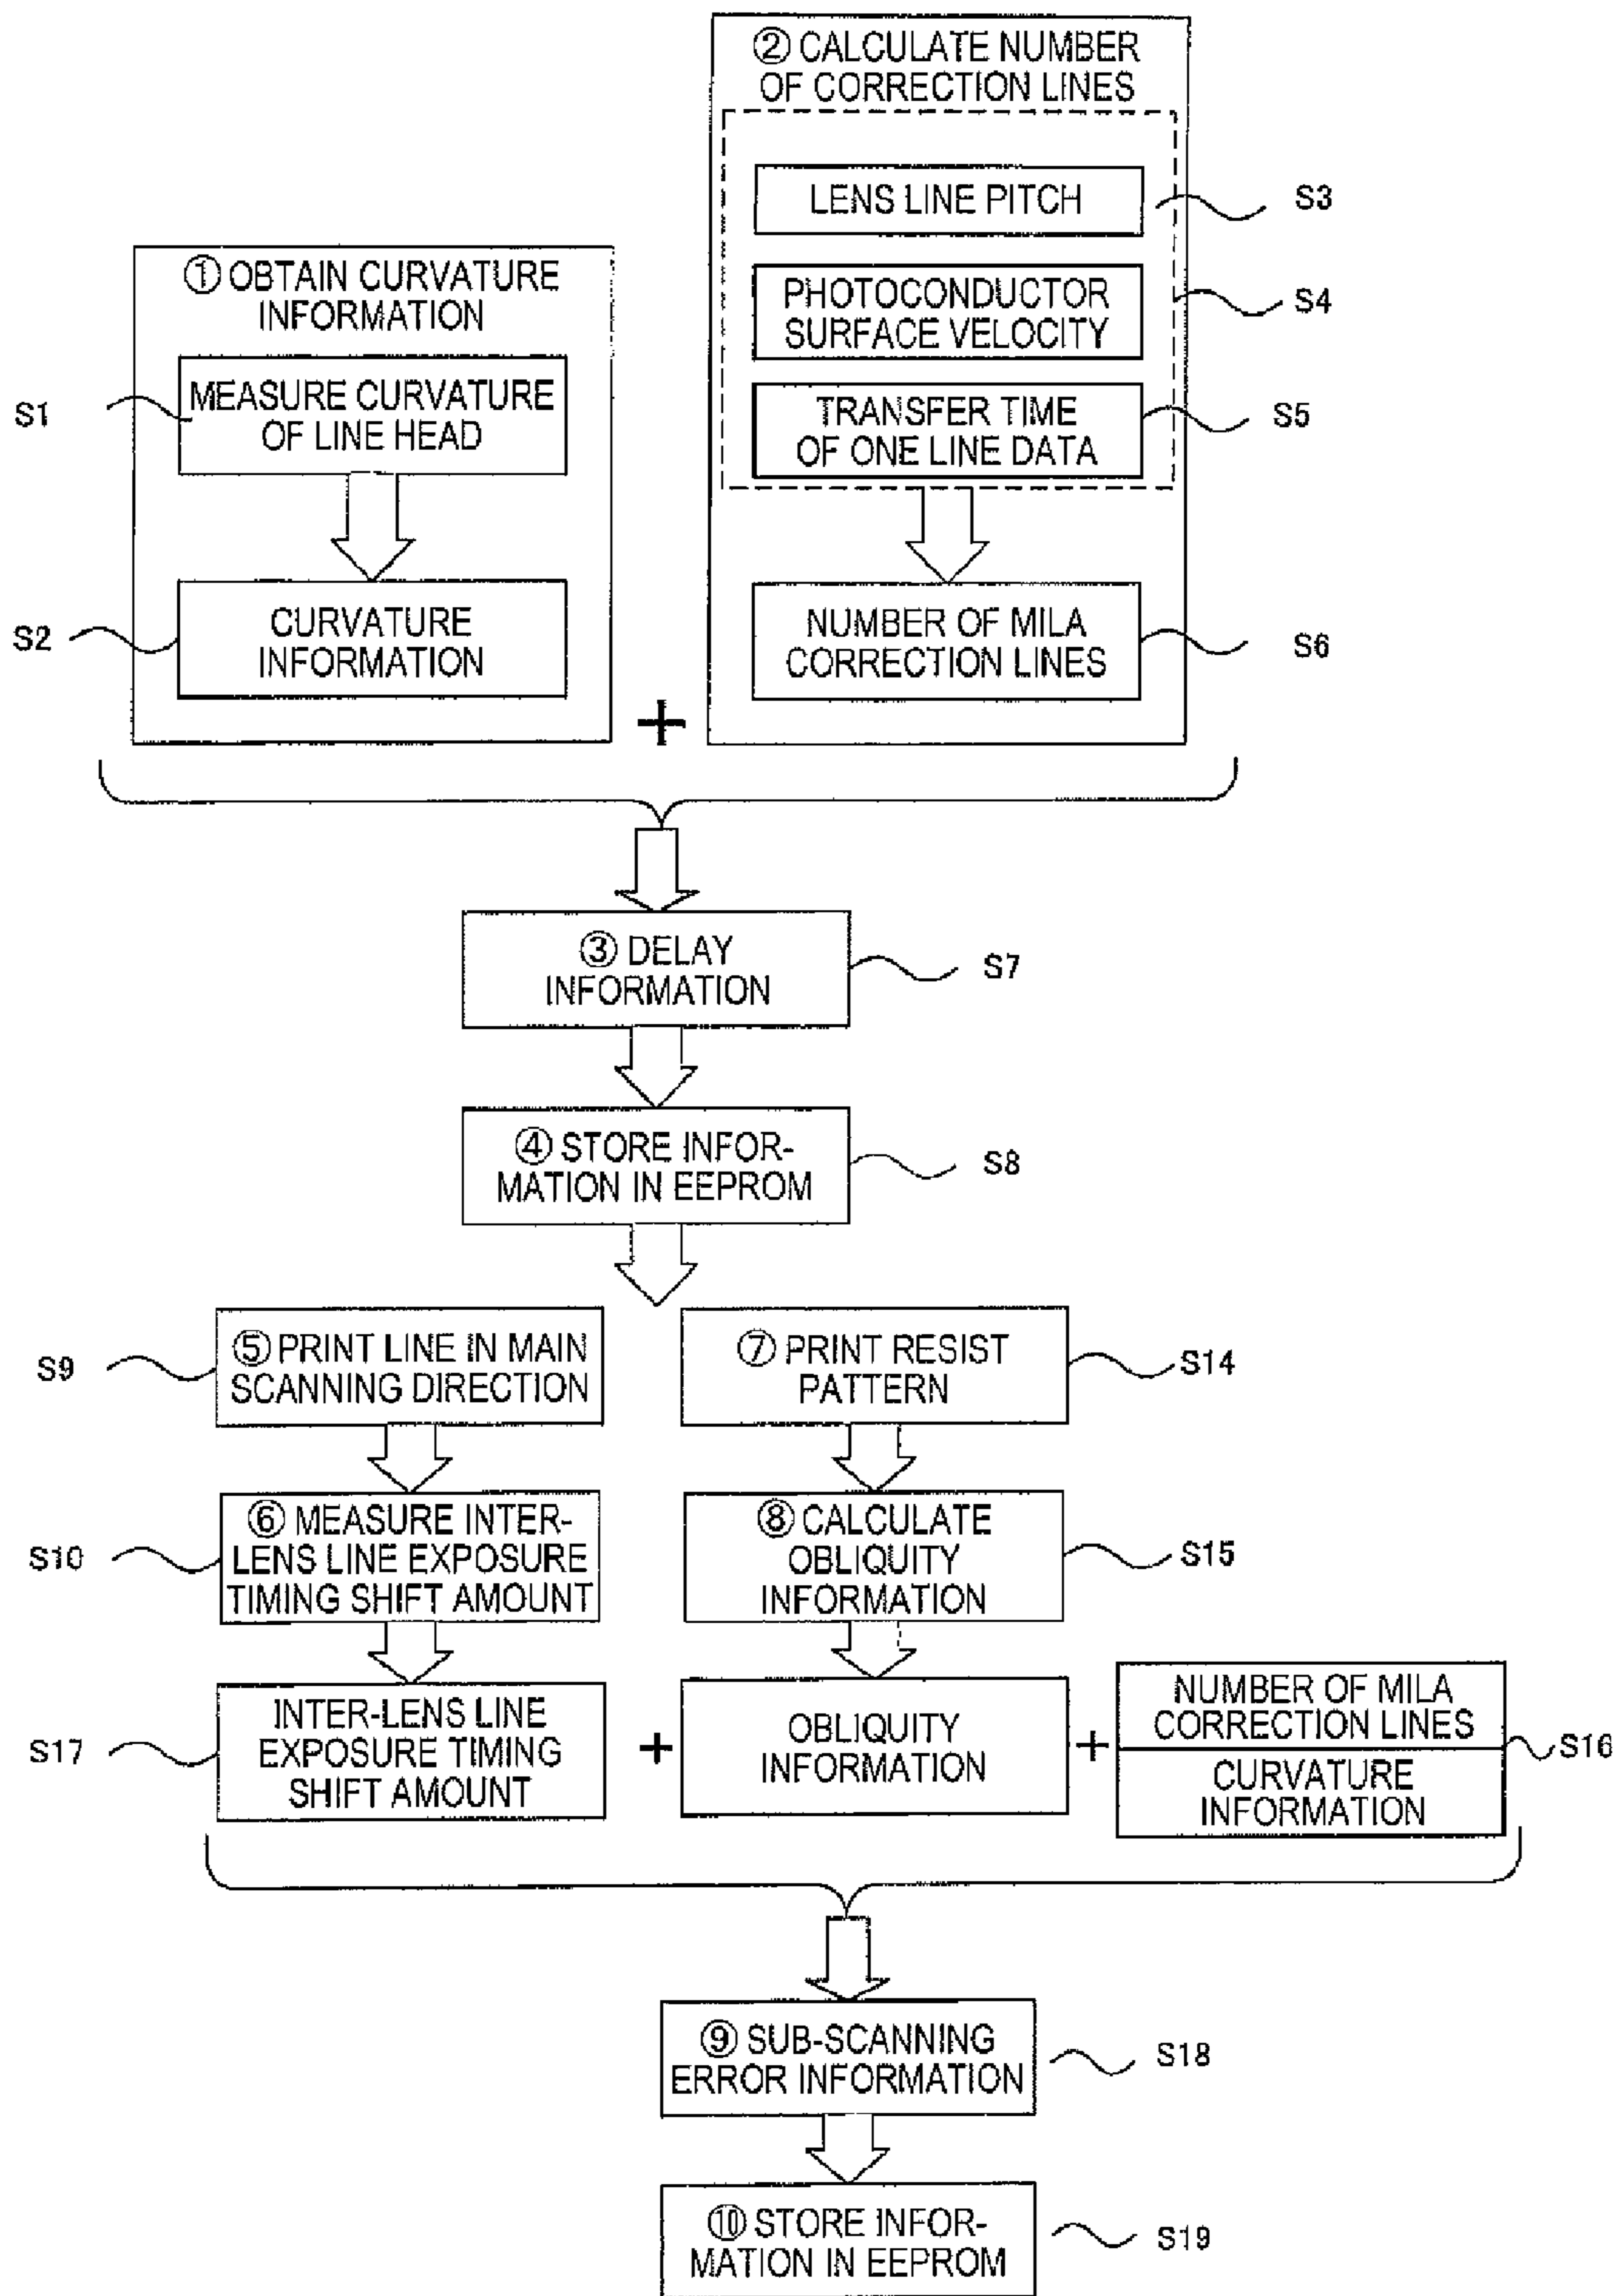 ② CALCULATE NUMBER
OF CORRECTION LINES
LENS LINE PITCH
S3
PHOTOCONDUCTOR
SURFACE VELOCITY
S4
TRANSFER TIME
OF ONE LINE DATA
S5
NUMBER OF MILA
CORRECTION LINES
S6
① OBTAIN CURVATURE
INFORMATION
S1
MEASURE CURVATURE
OF LINE HEAD
S2
CURVATURE
INFORMATION
+
③ DELAY
INFORMATION
S7
④ STORE INFOR-
MATION IN EEPROM
S8
S9
⑤ PRINT LINE IN MAIN
SCANNING DIRECTION
⑦ PRINT RESIST
PATTERN
S14
S10
⑥ MEASURE INTER-
LENS LINE EXPOSURE
TIMING SHIFT AMOUNT
⑧ CALCULATE
OBLIQUITY
INFORMATION
S15
S17
INTER-LENS LINE
EXPOSURE TIMING
SHIFT AMOUNT
+
OBLIQUITY
INFORMATION
+
NUMBER OF MILA
CORRECTION LINES
CURVATURE
INFORMATION
S16
⑨ SUB-SCANNING
ERROR INFORMATION
S18
⑩ STORE INFOR-
MATION IN EEPROM
S19